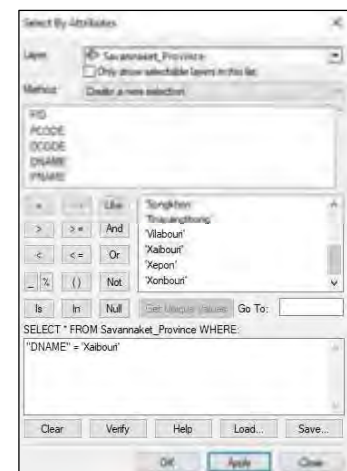 Select By Attributes
Layer: Savannaket_Province
Only show selectable layers in this list
Method: Create a new selection
FID
PCODE
DCODE
DNAME
PNAME
Like
> > = And
< < = Or
_ % () Not
Is In Null Get Unique Values Go To:
'Songkhon'
'Vilabouri'
'Xaibouri'
'Xepon'
'Xonbouri'
SELECT * FROM Savannaket_Province WHERE:
"DNAME" = 'Xaibouri'
Clear Verify Help Load... Save...
OK Apply Close